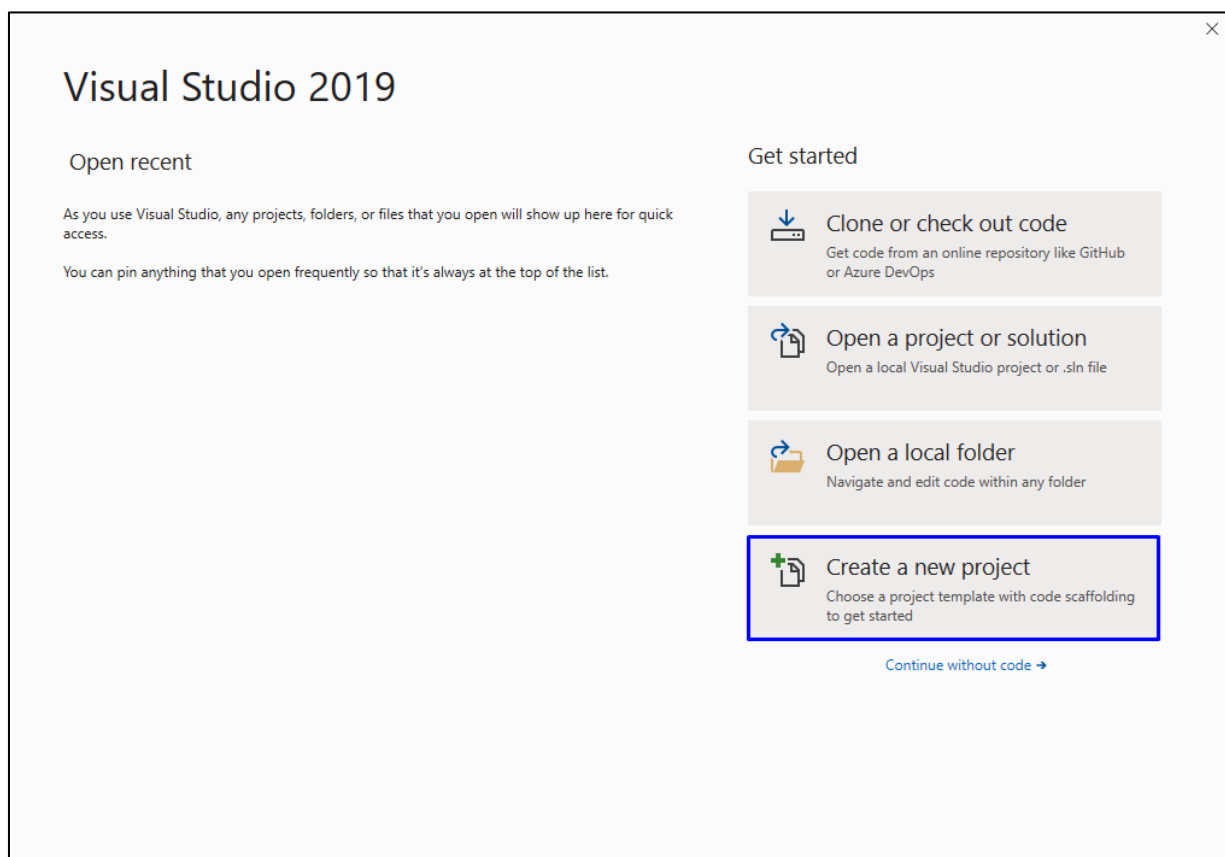 Visual Studio 2019
Open recent
As you use Visual Studio, any projects, folders, or files that you open will show up here for quick
access.
You can pin anything that you open frequently so that it's always at the top of the list.
Get started
Clone or check out code
Get code from an online repository like GitHub
or Azure DevOps
Open a project or solution
Open a local Visual Studio project or .sln file
Open a local folder
Navigate and edit code within any folder
Create a new project
Choose a project template with code scaffolding
to get started
Continue without code →